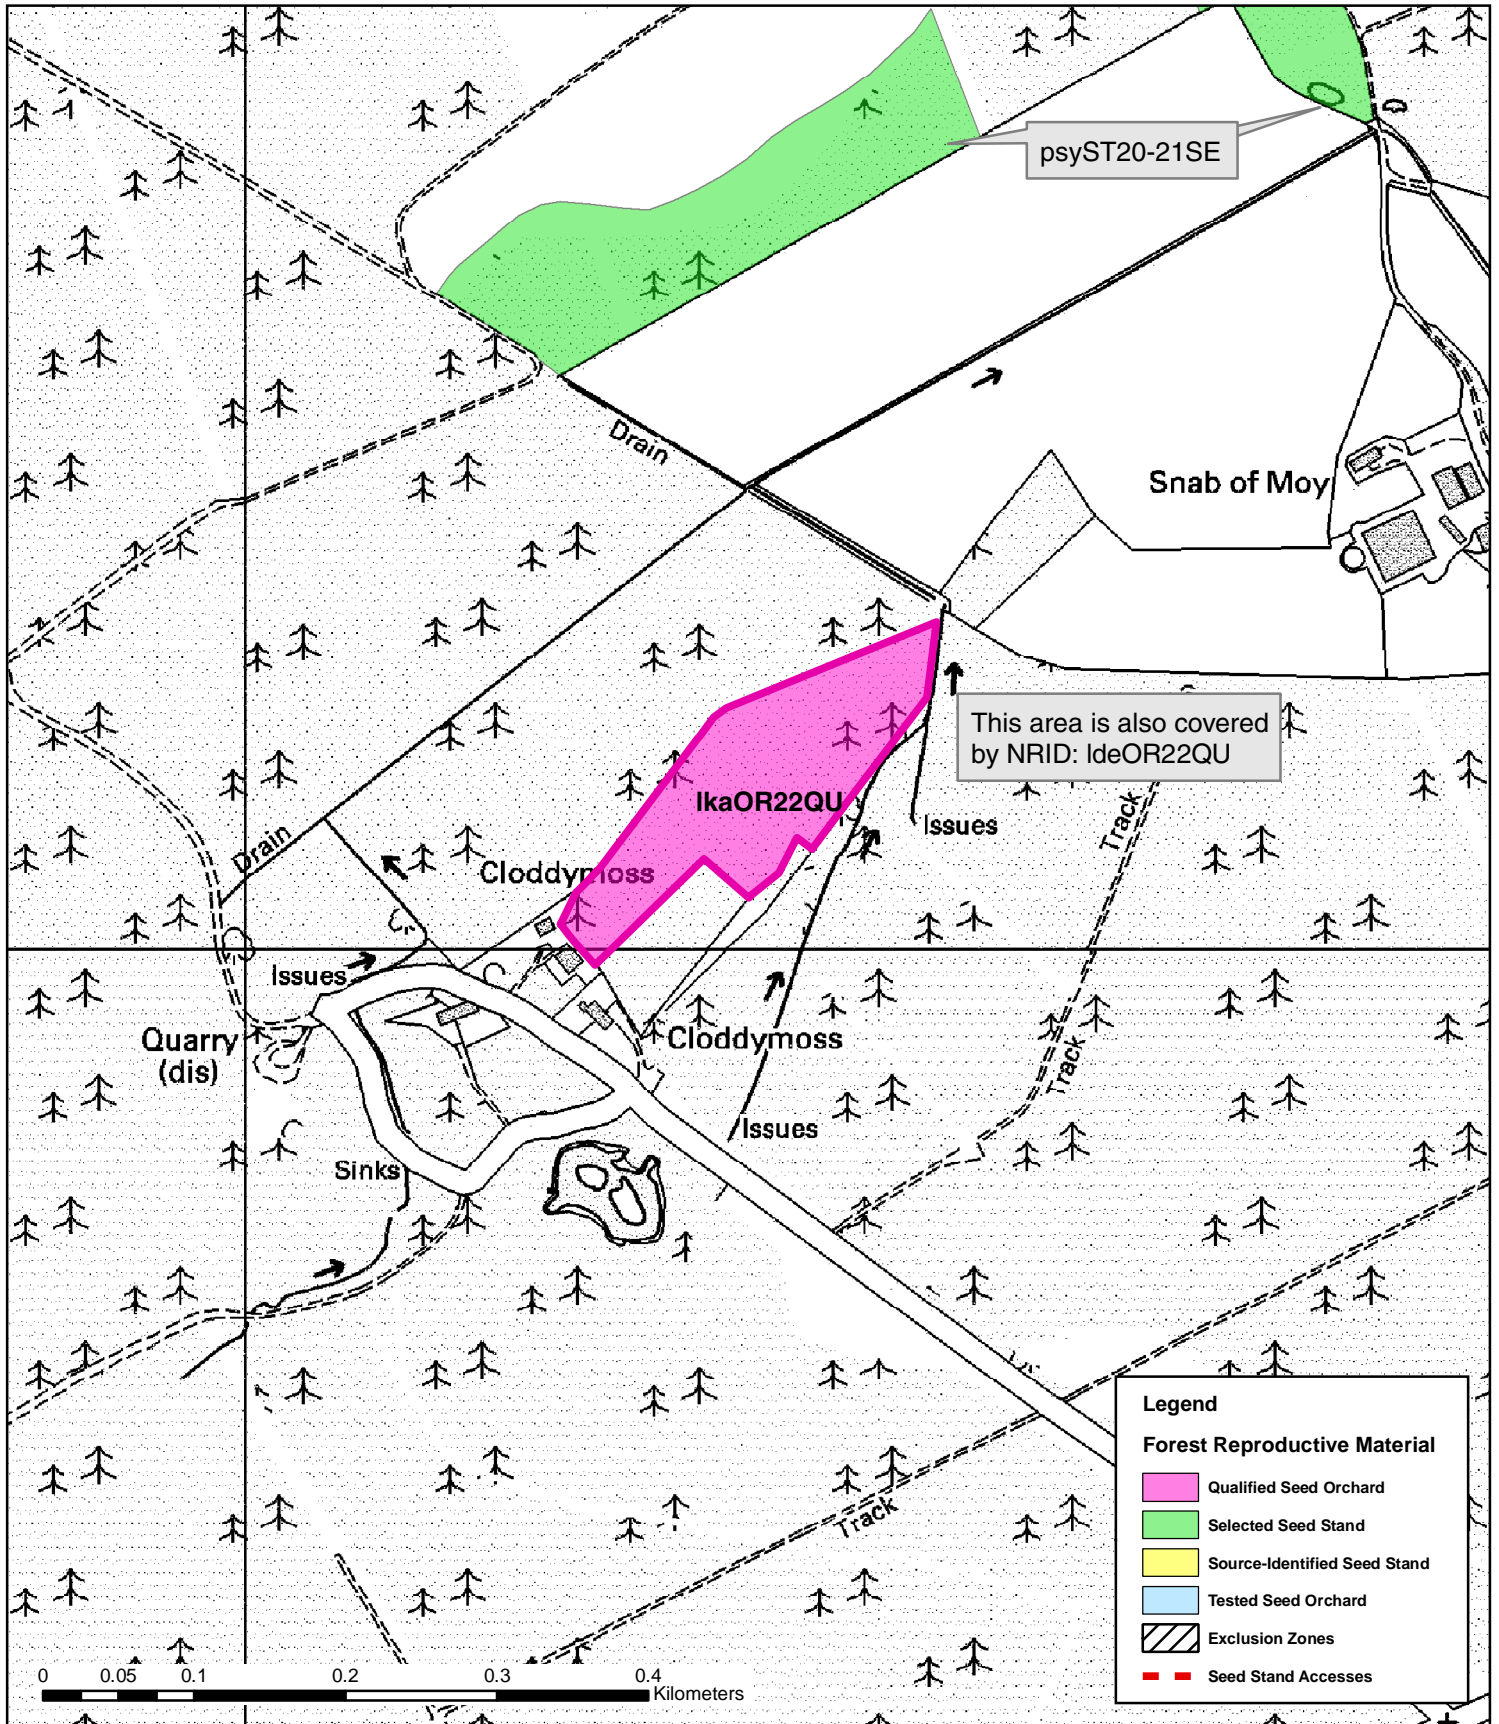 psyST20-21SE
Drain
Snab of Moy
This area is also covered
by NRID: ldeOR22QU
lkaOR22QU
Issues
Track
Drain
Cloddymoss
Issues
Quarry
(dis)
Cloddymoss
Track
Issues
Sinks
Track
Legend
Forest Reproductive Material
Qualified Seed Orchard
Selected Seed Stand
Source-Identified Seed Stand
Tested Seed Orchard
Exclusion Zones
Seed Stand Accesses
0 0.05 0.1 0.2 0.3 0.4
Kilometers